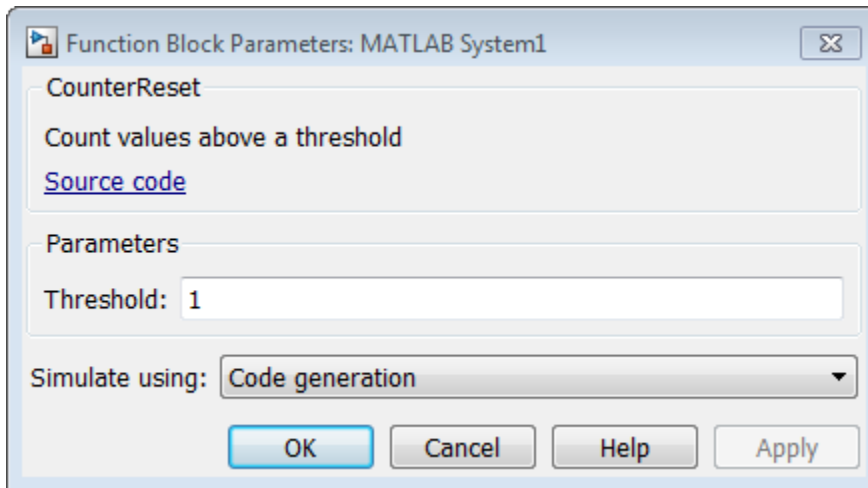 Function Block Parameters: MATLAB System1
CounterReset
Count values above a threshold
Source code
Parameters
Threshold: 1
Simulate using: Code generation
OK Cancel Help Apply